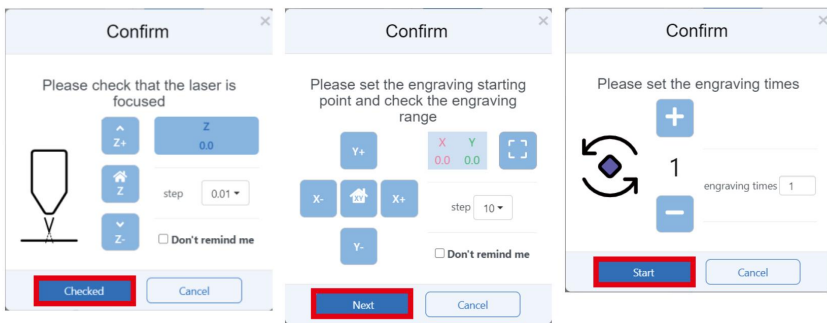 Confirm
×
Please check that the laser is
focused
Z+
Z
0.0
Z
step 0.01
Z-
Don't remind me
Checked
Cancel
Confirm
×
Please set the engraving starting
point and check the engraving
range
Y+
X Y
0.0 0.0
X- XY X+
step 10
Y-
Don't remind me
Next
Cancel
Confirm
×
Please set the engraving times
+
1
engraving times 1
−
Start
Cancel